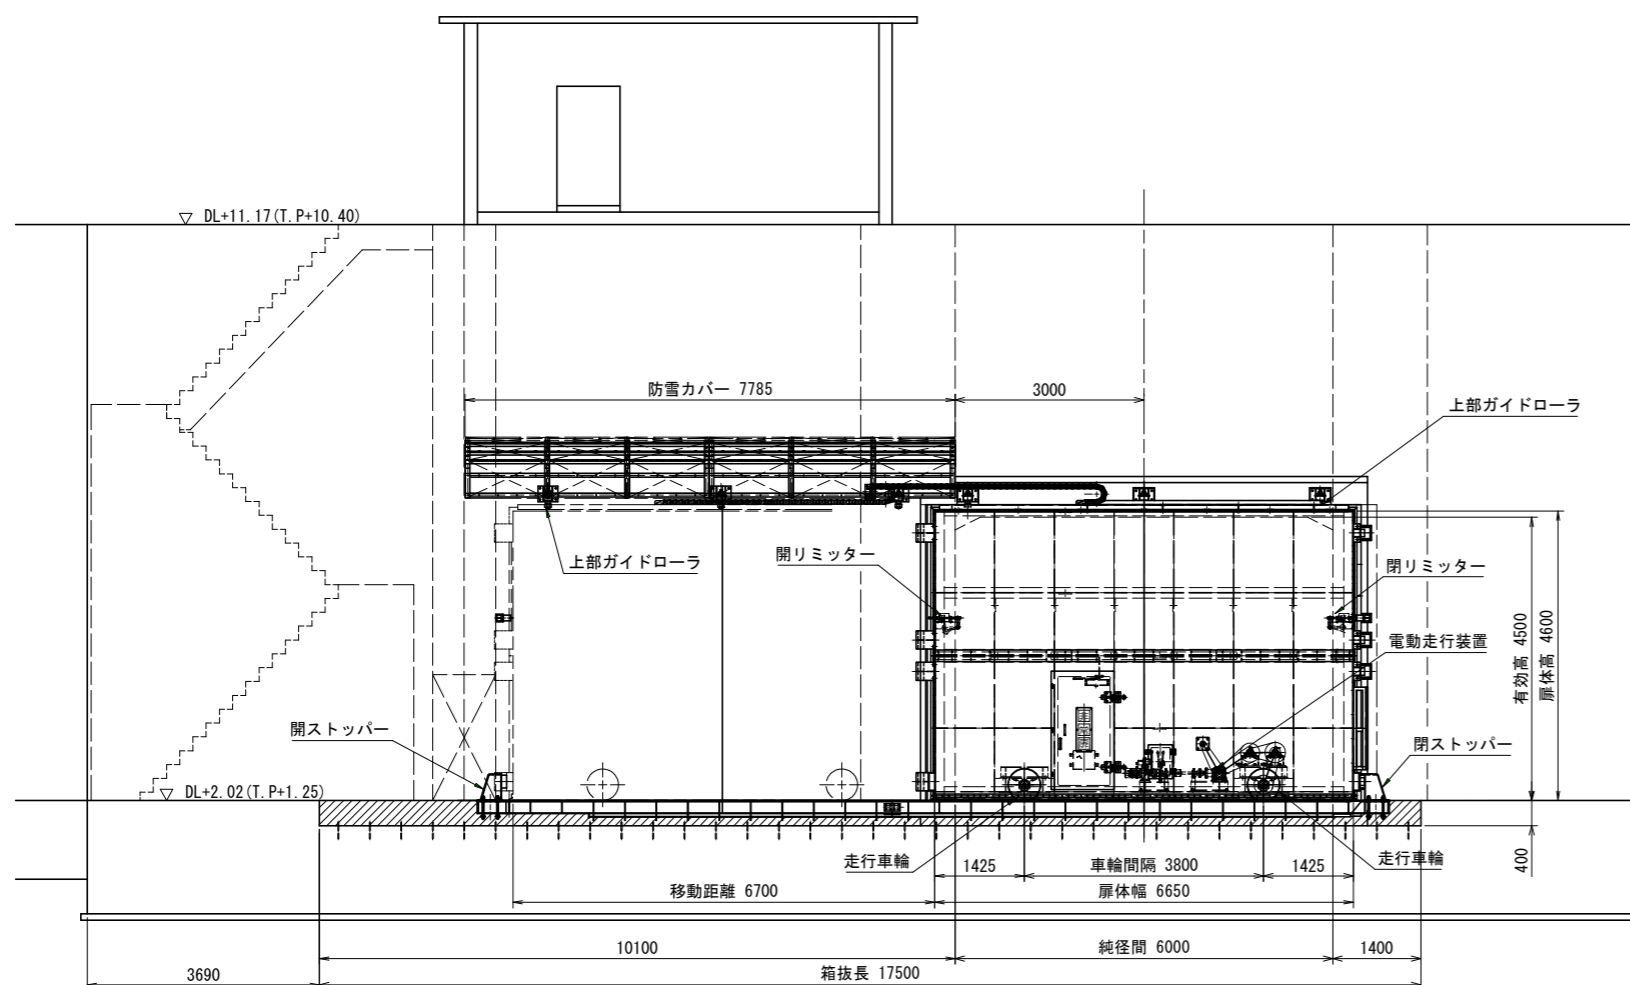 DL+11.17(T.P+10.40)
防雪カバー 7785
3000
上部ガイドローラ
上部ガイドローラ
開リミッター
閉リミッター
電動走行装置
有効高 4500
扉体高 4600
開ストッパー
閉ストッパー
DL+2.02(T.P+1.25)
走行車輪
1425
車輪間隔 3800
1425
走行車輪
400
移動距離 6700
扉体幅 6650
10100
純径間 6000
1400
3690
箱抜長 17500